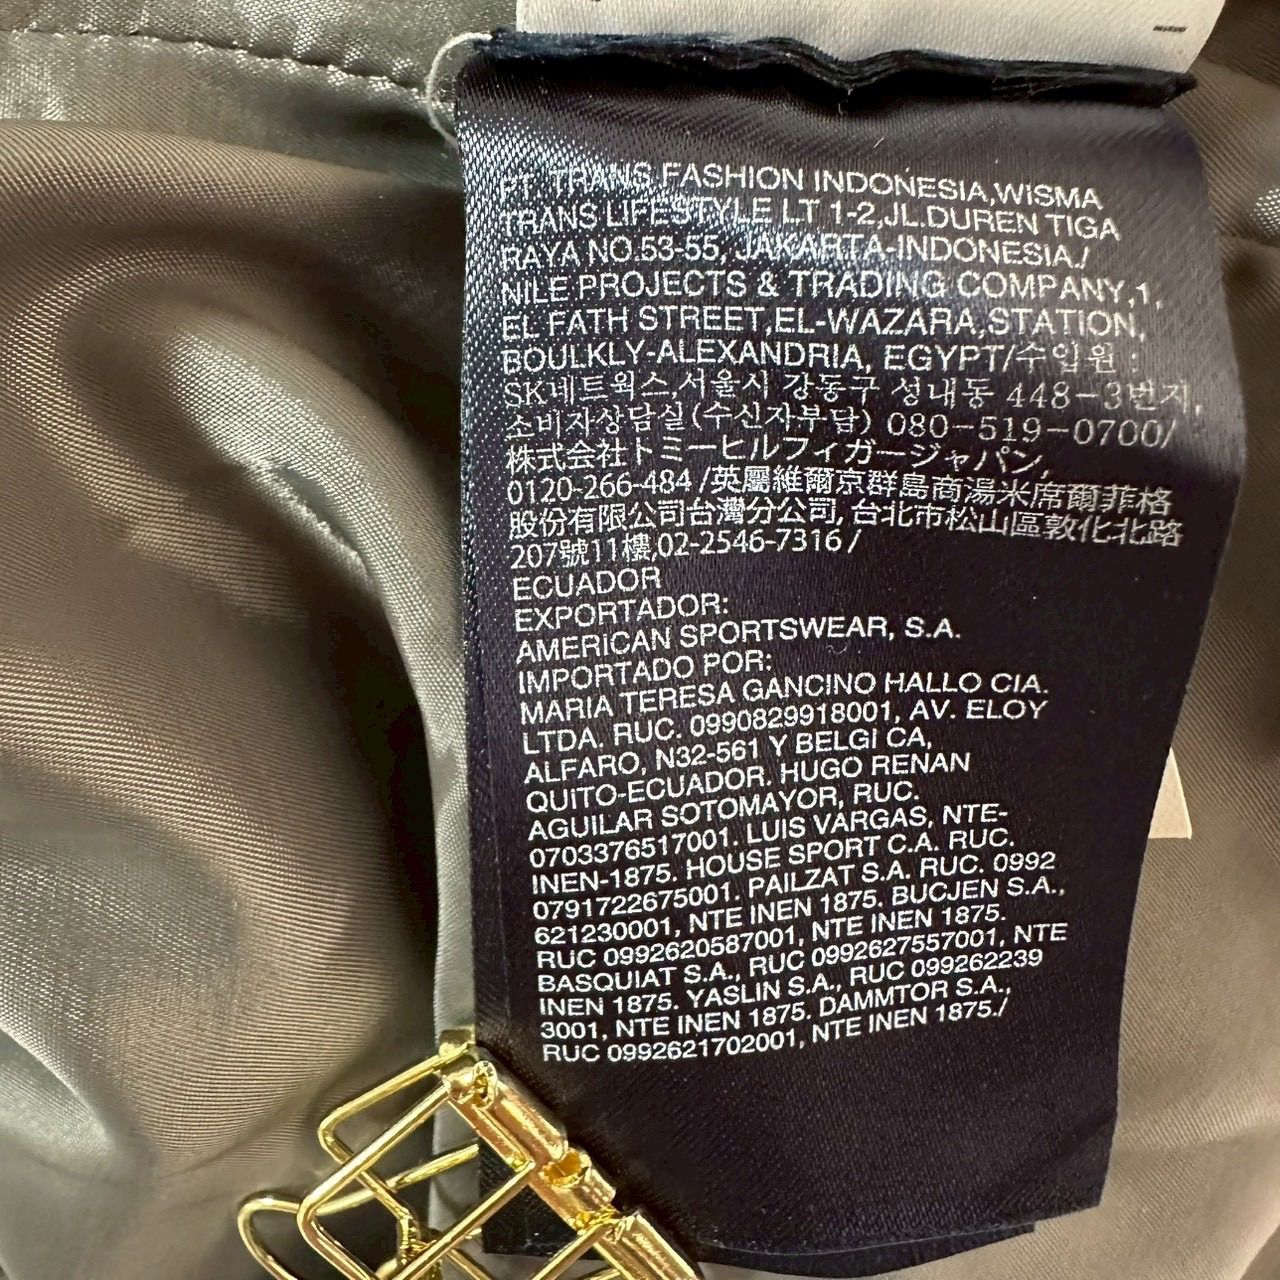 PT. TRANS FASHION INDONESIA,WISMA
TRANS LIFESTYLE LT 1-2,JL.DUREN TIGA
RAYA NO.53-55, JAKARTA-INDONESIA./
NILE PROJECTS & TRADING COMPANY,1,
EL FATH STREET,EL-WAZARA,STATION,
BOULKLY-ALEXANDRIA, EGYPT/수입원 :
SK네트웍스,서울시 강동구 성내동 448-3번지,
소비자상담실(수신자부담) 080-519-0700/
株式会社トミーヒルフィガージャパン,
0120-266-484 /英屬維爾京群島商湯米席爾菲格
股份有限公司台灣分公司, 台北市松山區敦化北路
207號11樓,02-2546-7316 /
ECUADOR
EXPORTADOR:
AMERICAN SPORTSWEAR, S.A.
IMPORTADO POR:
MARIA TERESA GANCINO HALLO CIA.
LTDA. RUC. 0990829918001, AV. ELOY
ALFARO, N32-561 Y BELGI CA,
QUITO-ECUADOR. HUGO RENAN
AGUILAR SOTOMAYOR, RUC.
0703376517001. LUIS VARGAS, NTE-
INEN-1875. HOUSE SPORT C.A. RUC.
0791722675001. PAILZAT S.A. RUC. 0992
621230001, NTE INEN 1875. BUCJEN S.A.,
RUC 0992620587001, NTE INEN 1875.
BASQUIAT S.A., RUC 0992627557001, NTE
INEN 1875. YASLIN S.A., RUC 099262239
3001, NTE INEN 1875. DAMMTOR S.A.,
RUC 0992621702001, NTE INEN 1875./